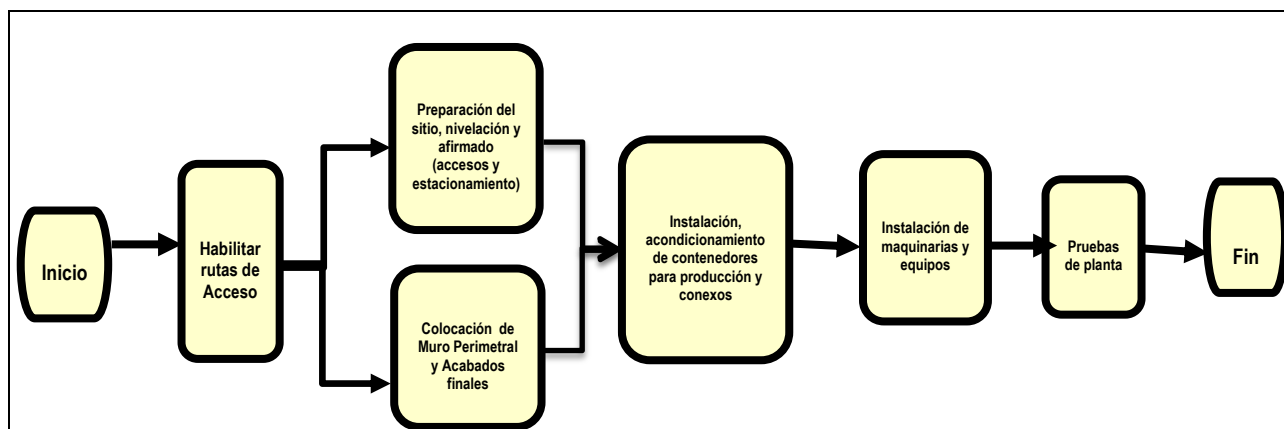 Inicio
Habilitar
rutas de
Acceso
Preparación del
sitio, nivelación y
afirmado
(accesos y
estacionamiento)
Colocación de
Muro Perimetral
y Acabados
finales
Instalación,
acondicionamiento
de contenedores
para producción y
conexos
Instalación de
maquinarias y
equipos
Pruebas
de planta
Fin